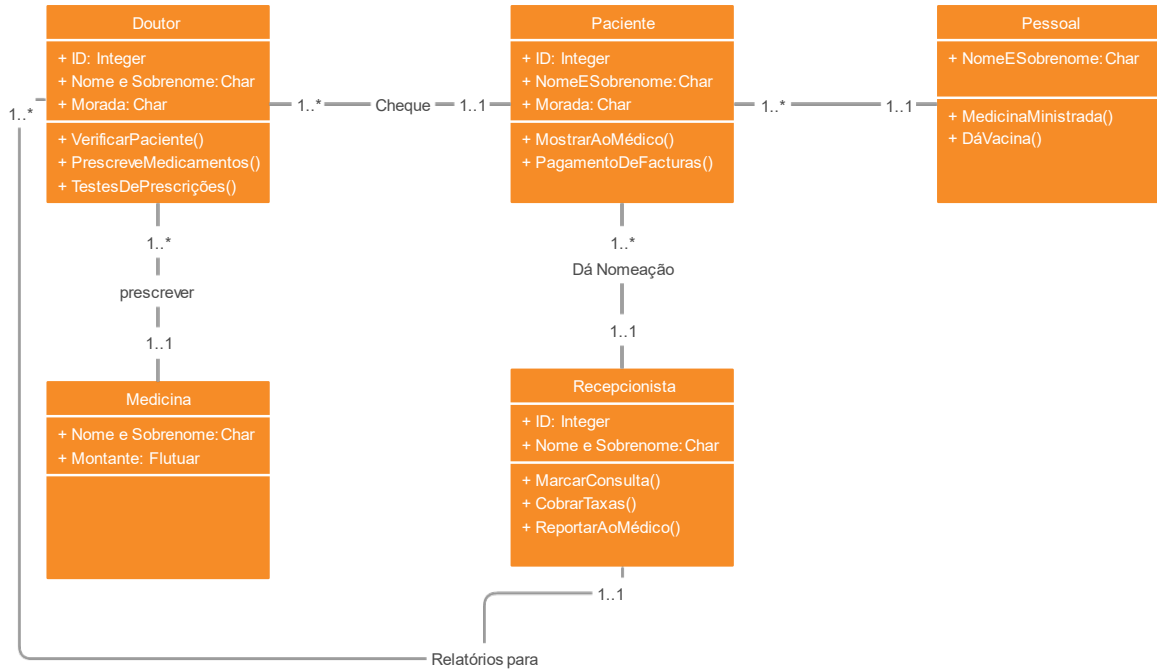 Doutor
+ ID: Integer
+ Nome e Sobrenome: Char
+ Morada: Char
+ VerificarPaciente()
+ PrescreveMedicamentos()
+ TestesDePrescrições()
1..*
1..*
Cheque
1..1
Paciente
+ ID: Integer
+ NomeESobrenome: Char
+ Morada: Char
+ MostrarAoMédico()
+ PagamentoDeFacturas()
1..*
1..1
Pessoal
+ NomeESobrenome: Char
+ MedicinaMinistrada()
+ DáVacina()
1..*
prescrever
1..1
1..*
Dá Nomeação
1..1
Medicina
+ Nome e Sobrenome: Char
+ Montante: Flutuar
Recepcionista
+ ID: Integer
+ Nome e Sobrenome: Char
+ MarcarConsulta()
+ CobrarTaxas()
+ ReportarAoMédico()
1..1
Relatórios para